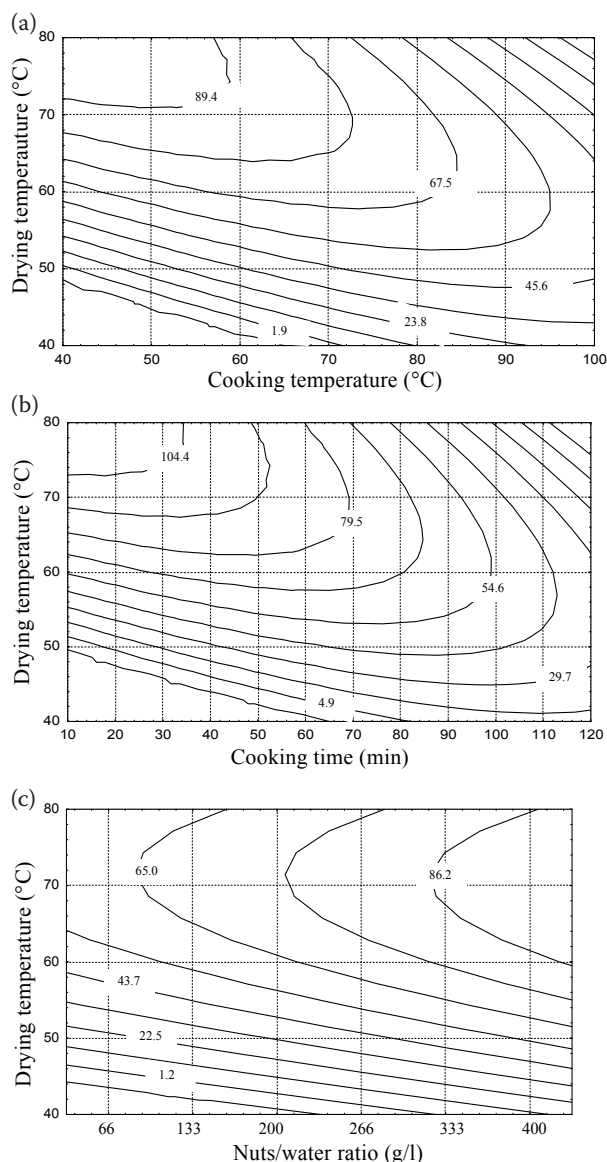 (a)
Drying temperauture (°C)
80
70
60
50
40
89.4
67.5
45.6
23.8
1.9
40 50 60 70 80 90 100
Cooking temperature (°C)
(b)
Drying temperature (°C)
80
70
60
50
40
104.4
79.5
54.6
29.7
4.9
10 20 30 40 50 60 70 80 90 100 110 120
Cooking time (min)
(c)
Drying temperature (°C)
80
70
60
50
40
65.0 86.2
43.7
22.5
1.2
66 133 200 266 333 400
Nuts/water ratio (g/l)